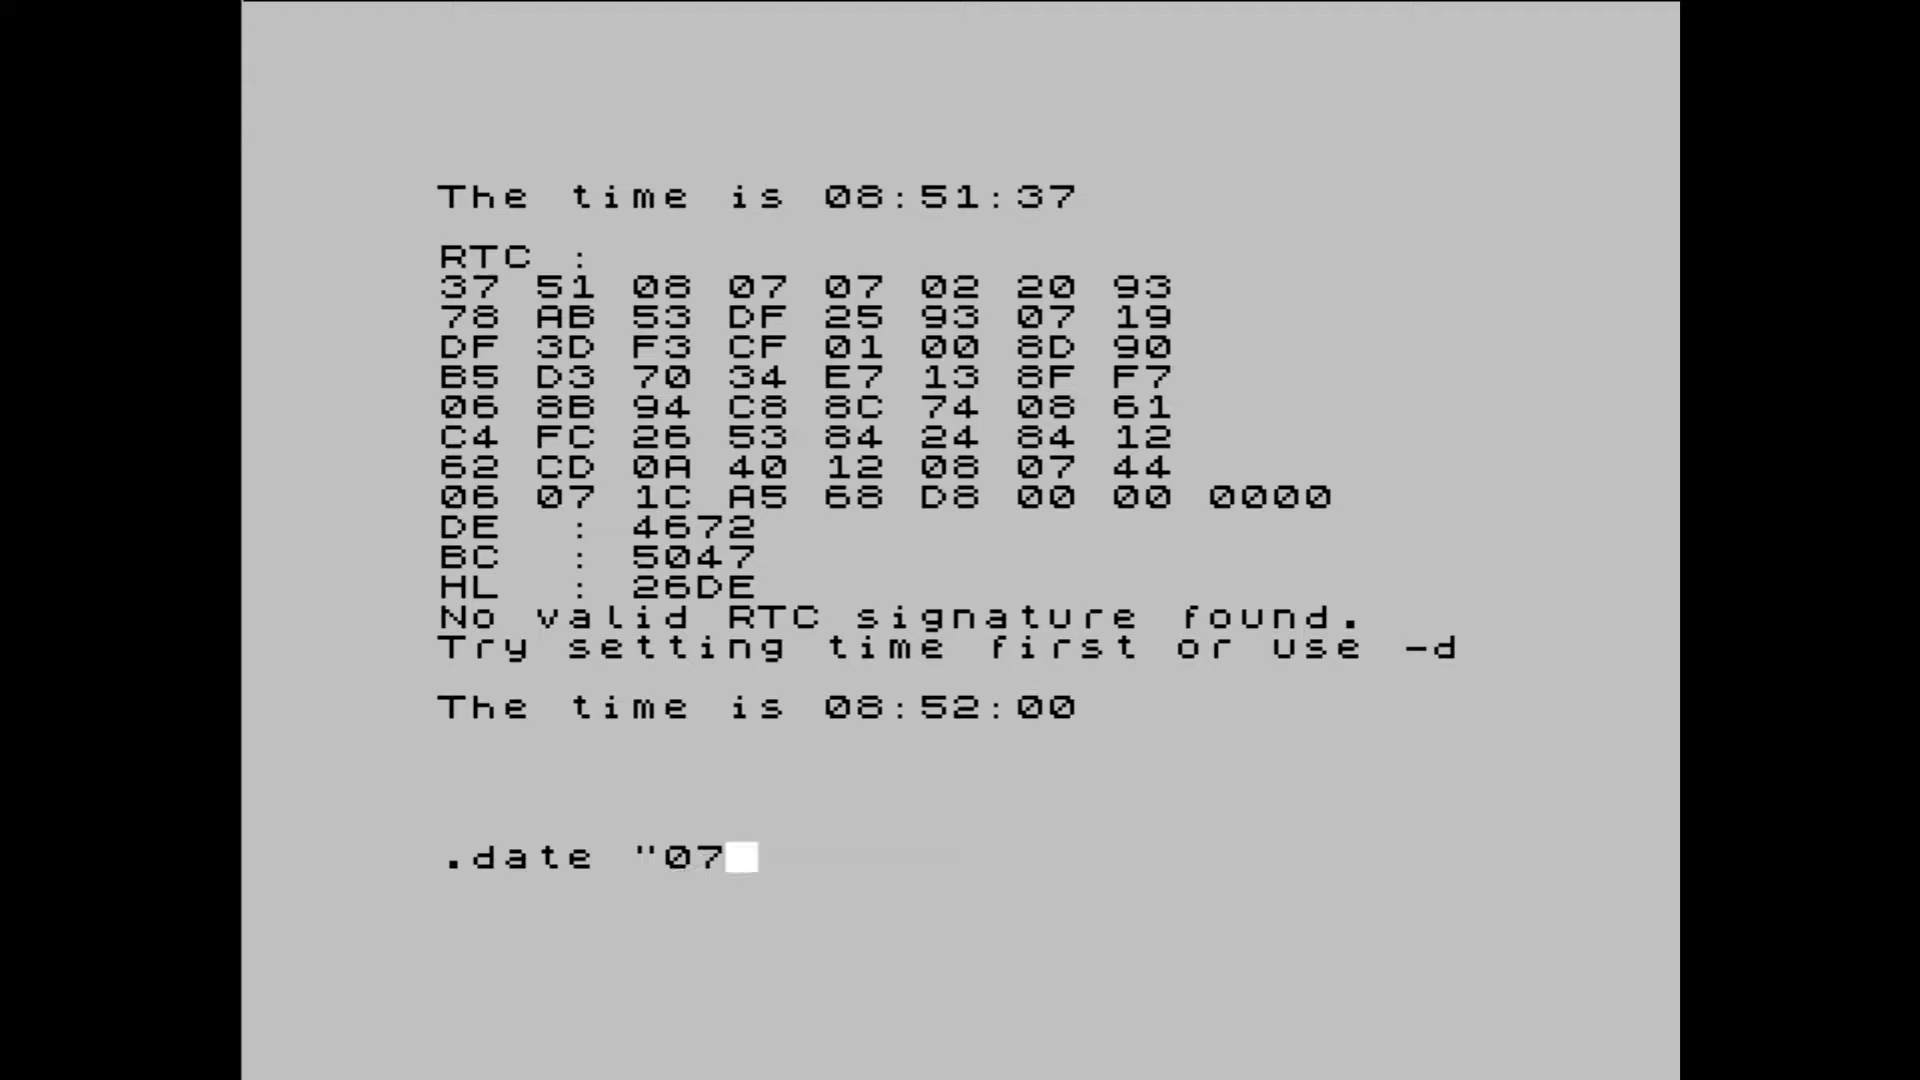 The time is 08:51:37
RTC :
37 51 08 07 07 02 20 93
78 AB 53 DF 25 93 07 19
DF 3D F3 CF 01 00 8D 90
B5 D3 70 34 E7 13 8F F7
06 8B 94 C8 8C 74 08 61
C4 FC 26 53 84 24 84 12
62 CD 0A 40 12 08 07 44
06 07 1C A5 68 D8 00 00 0000
DE : 4672
BC : 5047
HL : 26DE
No valid RTC signature found.
Try setting time first or use -d
The time is 08:52:00
.date "07